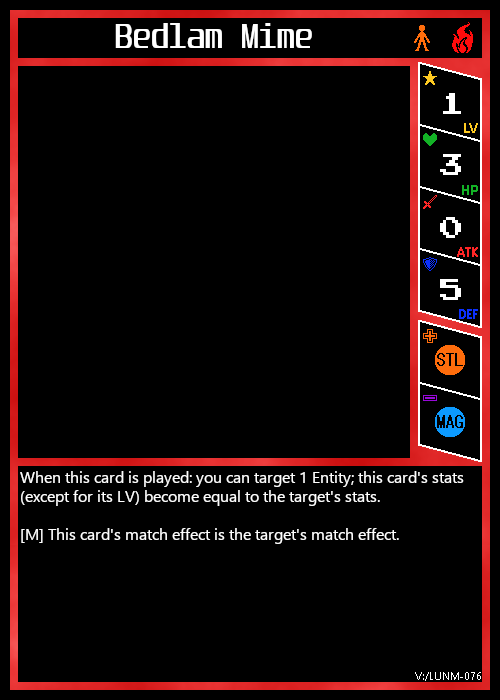 Bedlam Mime
1
LV
3
HP
0
ATK
5
DEF
STL
MAG
When this card is played: you can target 1 Entity; this card's stats
(except for its LV) become equal to the target's stats.
[M] This card's match effect is the target's match effect.
V:/LUNM-076